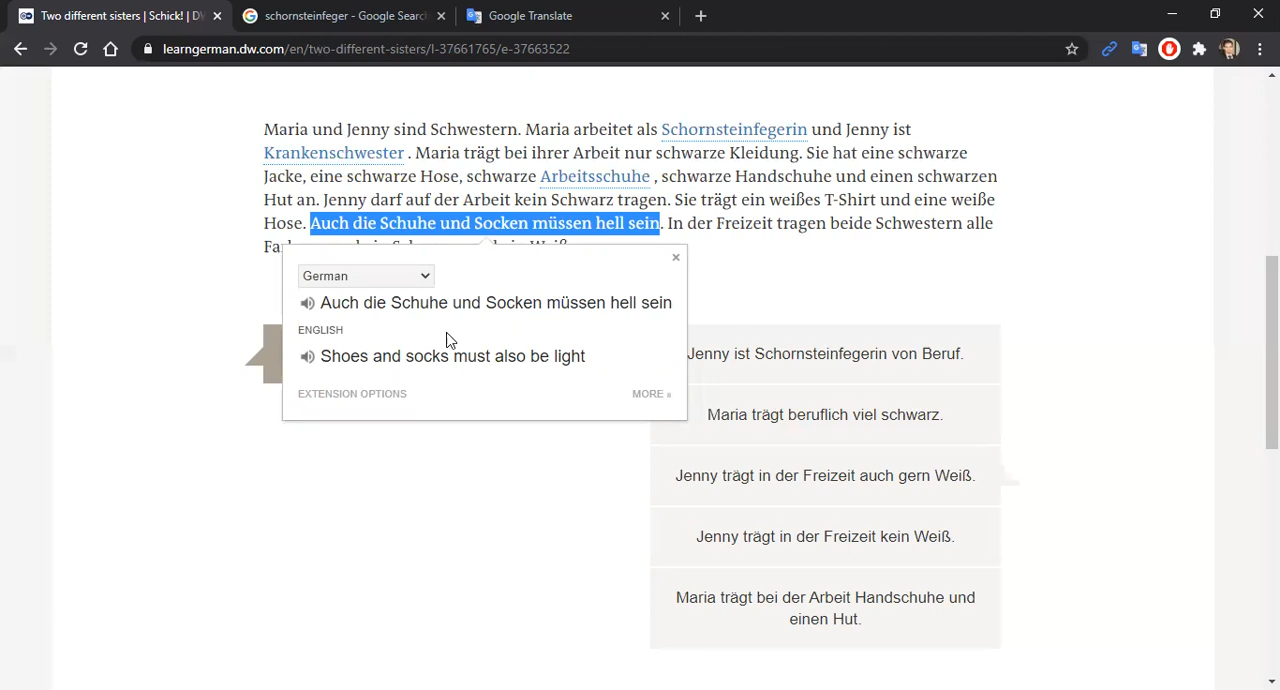 Two different sisters | Schick! | DW
schornsteinfeger - Google Search
Google Translate
learngerman.dw.com/en/two-different-sisters/l-37661765/e-37663522
Maria und Jenny sind Schwestern. Maria arbeitet als Schornsteinfegerin und Jenny ist
Krankenschwester . Maria trägt bei ihrer Arbeit nur schwarze Kleidung. Sie hat eine schwarze
Jacke, eine schwarze Hose, schwarze Arbeitsschuhe , schwarze Handschuhe und einen schwarzen
Hut an. Jenny darf auf der Arbeit kein Schwarz tragen. Sie trägt ein weißes T-Shirt und eine weiße
Hose. Auch die Schuhe und Socken müssen hell sein. In der Freizeit tragen beide Schwestern alle
German
Auch die Schuhe und Socken müssen hell sein
ENGLISH
Shoes and socks must also be light
EXTENSION OPTIONS
MORE »
Jenny ist Schornsteinfegerin von Beruf.
Maria trägt beruflich viel schwarz.
Jenny trägt in der Freizeit auch gern Weiß.
Jenny trägt in der Freizeit kein Weiß.
Maria trägt bei der Arbeit Handschuhe und
einen Hut.